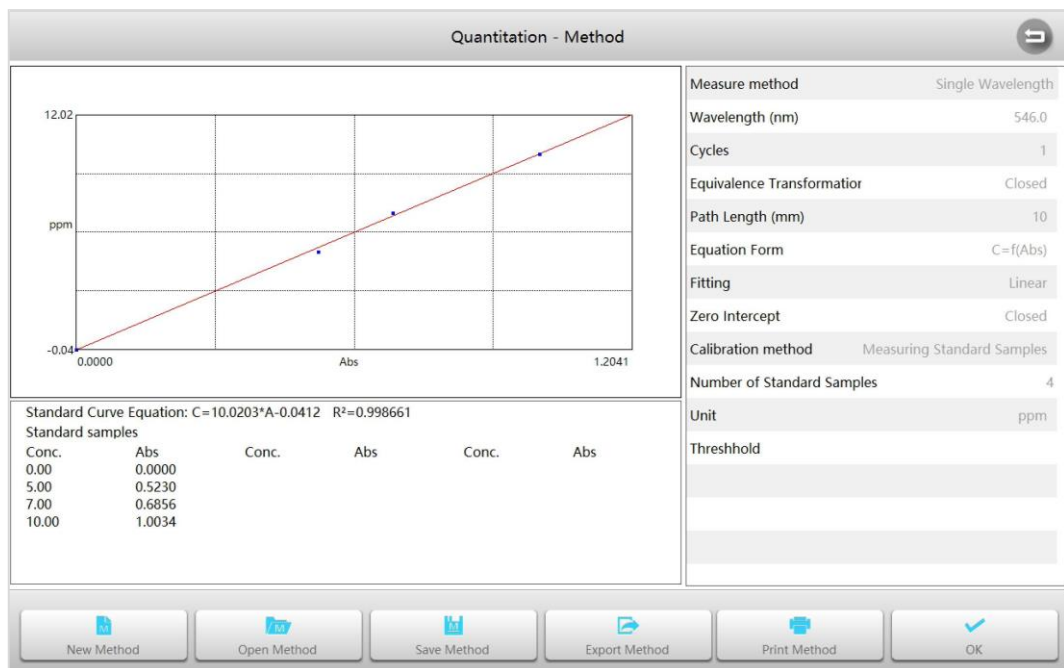 Quantitation - Method
12.02
ppm
-0.04
0.0000 Abs 1.2041
Standard Curve Equation: C=10.0203*A-0.0412 R²=0.998661
Standard samples
Conc. Abs Conc. Abs Conc. Abs
0.00 0.0000
5.00 0.5230
7.00 0.6856
10.00 1.0034
Measure method Single Wavelength
Wavelength (nm) 546.0
Cycles 1
Equivalence Transformatior Closed
Path Length (mm) 10
Equation Form C=f(Abs)
Fitting Linear
Zero Intercept Closed
Calibration method Measuring Standard Samples
Number of Standard Samples 4
Unit ppm
Threshhold
M M M
New Method Open Method Save Method Export Method Print Method OK